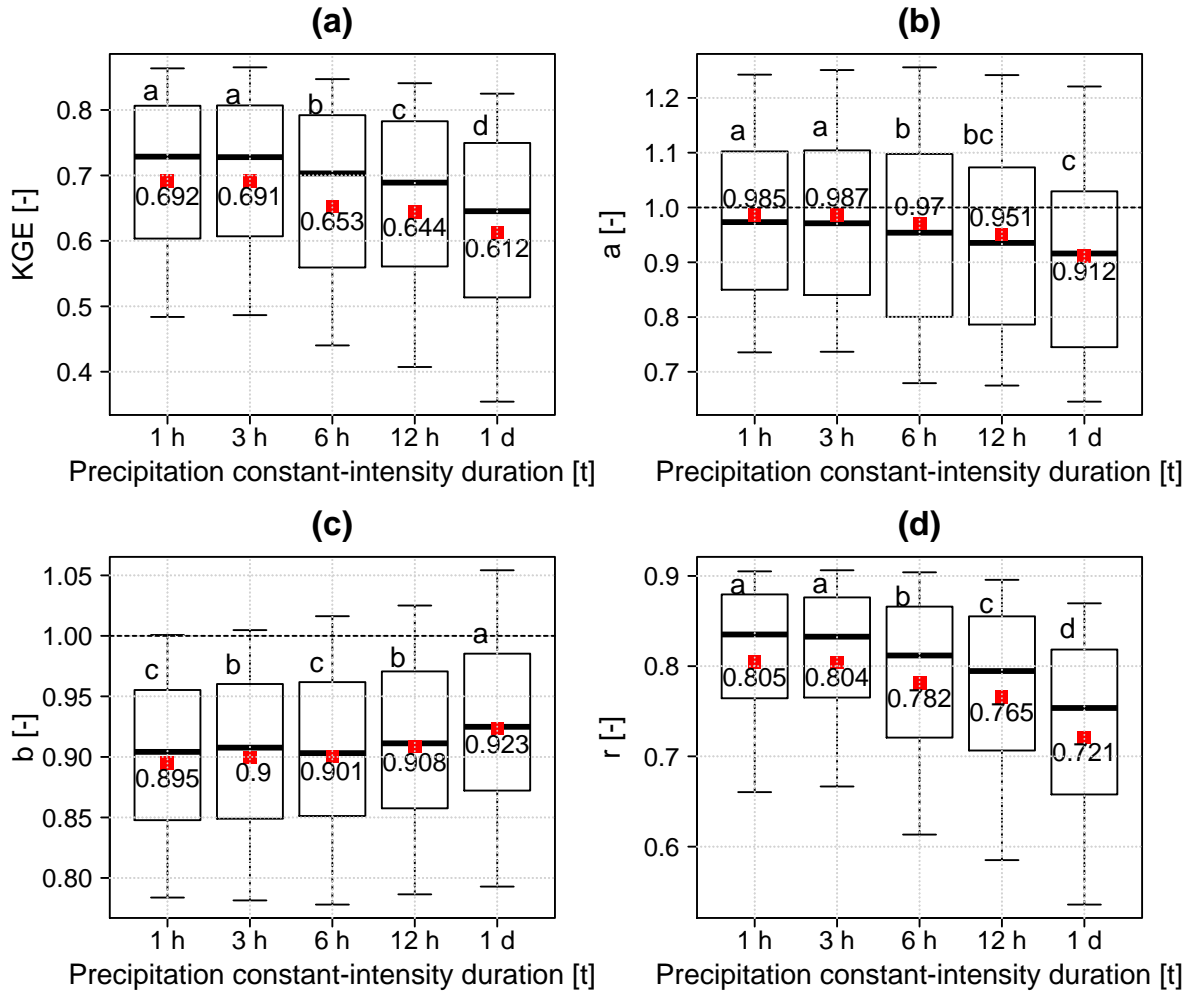 (a)
KGE [-]
0.8
0.7
0.6
0.5
0.4
a
a
b
c
d
0.692
0.691
0.653
0.644
0.612
1 h
3 h
6 h
12 h
1 d
Precipitation constant-intensity duration [t]
(b)
a [-]
1.2
1.1
1.0
0.9
0.8
0.7
a
a
b
bc
c
0.985
0.987
0.97
0.951
0.912
1 h
3 h
6 h
12 h
1 d
Precipitation constant-intensity duration [t]
(c)
b [-]
1.05
1.00
0.95
0.90
0.85
0.80
c
b
c
b
a
0.895
0.9
0.901
0.908
0.923
1 h
3 h
6 h
12 h
1 d
Precipitation constant-intensity duration [t]
(d)
r [-]
0.9
0.8
0.7
0.6
a
a
b
c
d
0.805
0.804
0.782
0.765
0.721
1 h
3 h
6 h
12 h
1 d
Precipitation constant-intensity duration [t]